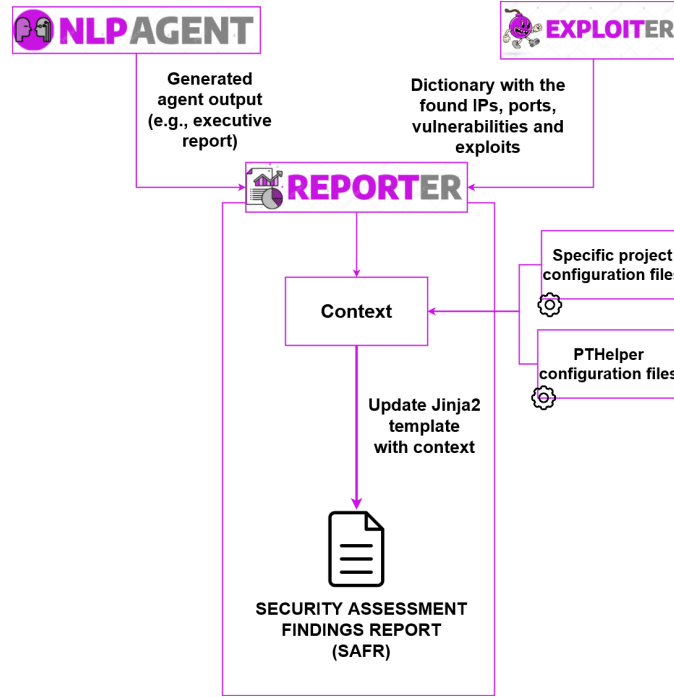 NLPAGENT
EXPLOITER
Generated
agent output
(e.g., executive
report)
Dictionary with the
found IPs, ports,
vulnerabilities and
exploits
REPORTER
Specific project
configuration files
Context
PTHelper
configuration files
Update Jinja2
template
with context
SECURITY ASSESSMENT
FINDINGS REPORT
(SAFR)